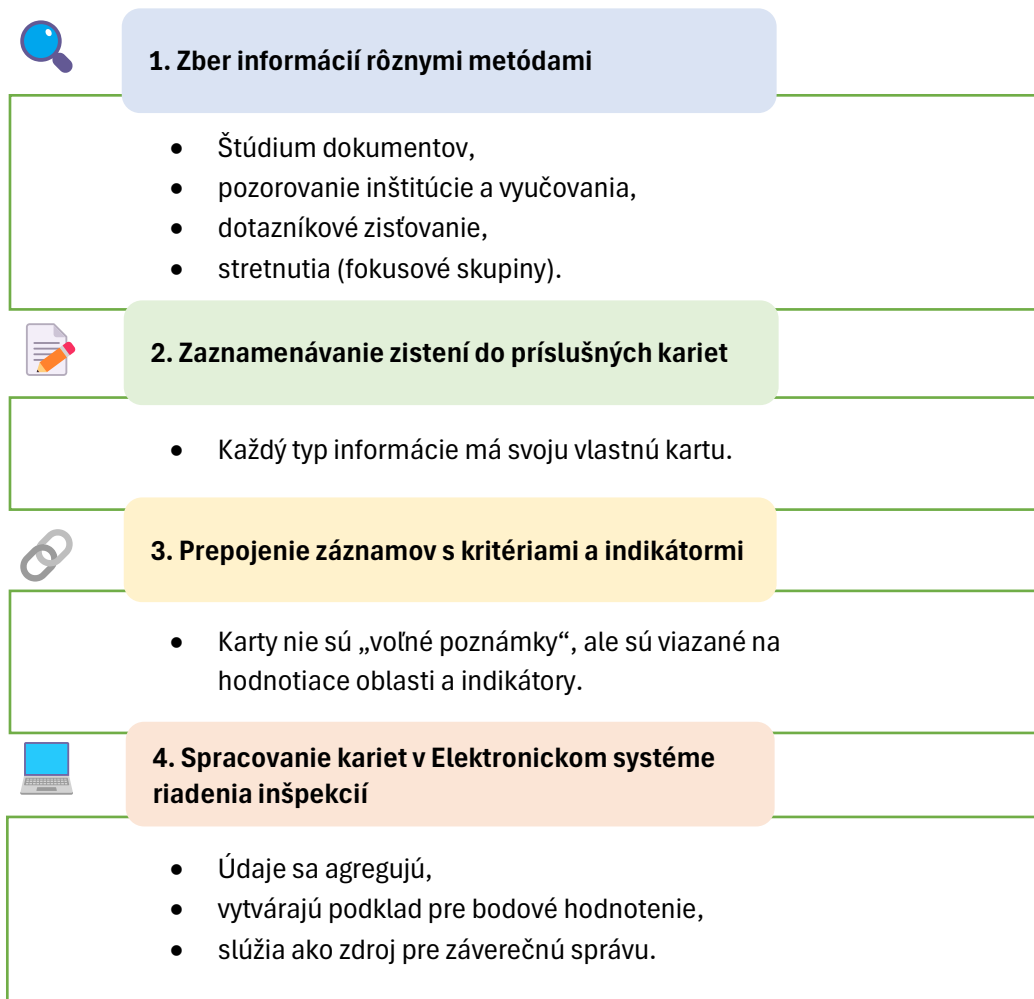 1. Zber informácií rôznymi metódami
• Štúdium dokumentov,
• pozorovanie inštitúcie a vyučovania,
• dotazníkové zisťovanie,
• stretnutia (fokusové skupiny).
2. Zaznamenávanie zistení do príslušných kariet
• Každý typ informácie má svoju vlastnú kartu.
3. Prepojenie záznamov s kritériami a indikátormi
• Karty nie sú „voľné poznámky“, ale sú viazané na
hodnotiace oblasti a indikátory.
4. Spracovanie kariet v Elektronickom systéme
riadenia inšpekcií
• Údaje sa agregujú,
• vytvárajú podklad pre bodové hodnotenie,
• slúžia ako zdroj pre záverečnú správu.